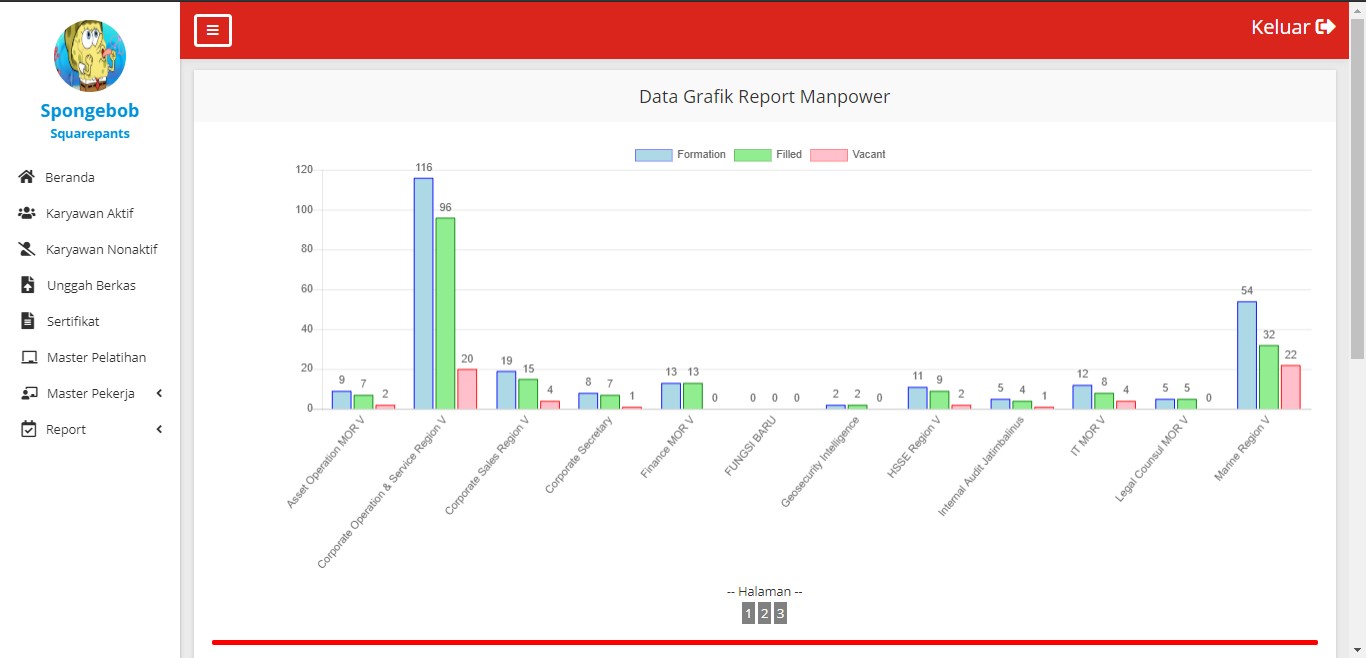 Spongebob
Squarepants
Beranda
Karyawan Aktif
Karyawan Nonaktif
Unggah Berkas
Sertifikat
Master Pelatihan
Master Pekerja
Report
Keluar
Data Grafik Report Manpower
Formation Filled Vacant
120
100
80
60
40
20
0
9 7 2
116 96 20
19 15 4
8 7 1
13 13 0
0 0 0
2 2 0
11 9 2
5 4 1
12 8 4
5 5 0
54 32 22
Asset Operation MOR V
Corporate Operation & Service Region V
Corporate Sales Region V
Corporate Secretary
Finance MOR V
FUNGSI BARU
Geosecurity Intelligence
HSSE Region V
Internal Audit Jatimbalinus
IT MOR V
Legal Counsul MOR V
Marine Region V
-- Halaman --
1 2 3